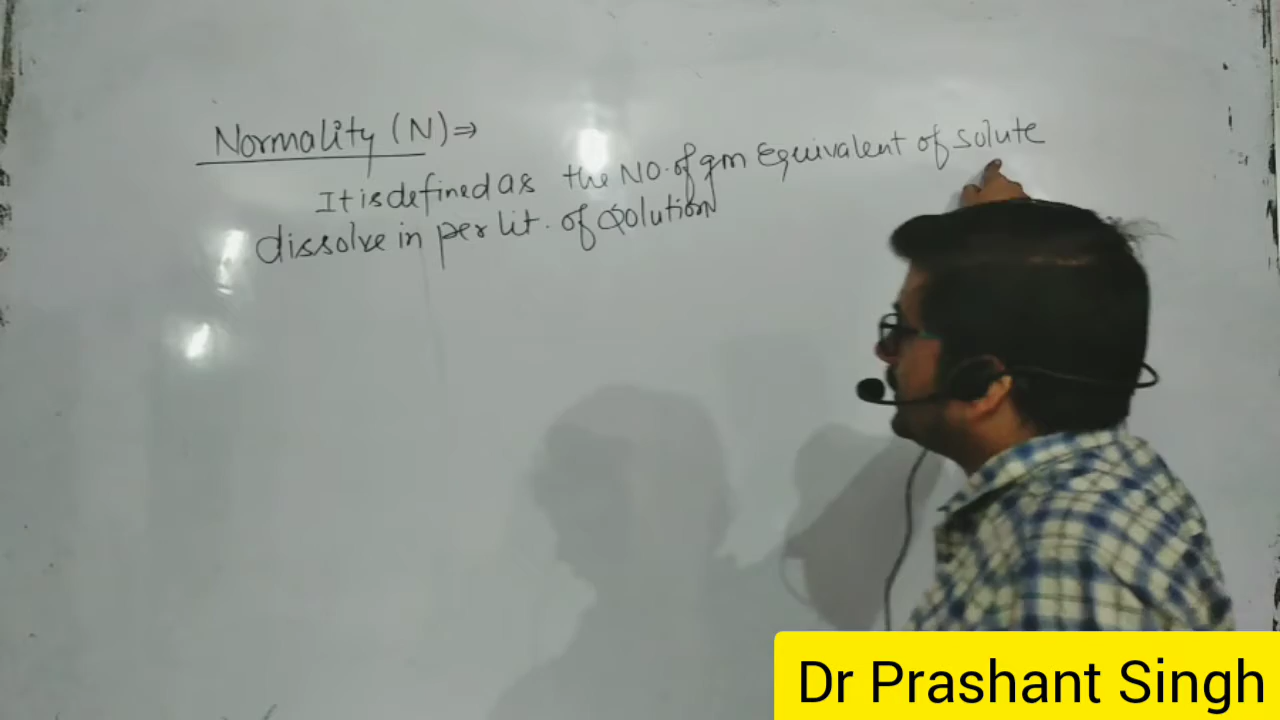 Normality (N) ⇒
It is defined as the NO. of gm Equivalent of solute
dissolve in per lit. of solution
Dr Prashant Singh